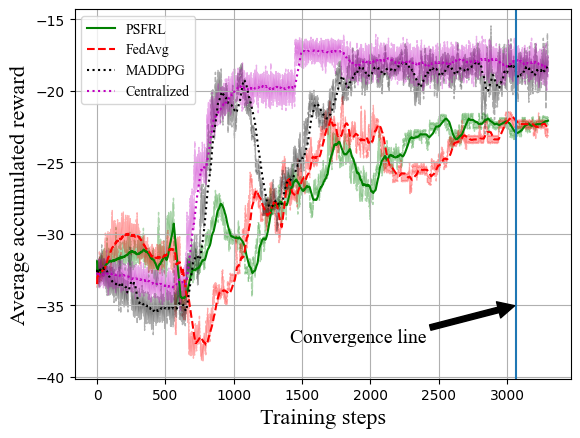 PSFRL
FedAvg
MADDPG
Centralized
−15
−20
−25
−30
−35
−40
Average accumulated reward
Convergence line
0 500 1000 1500 2000 2500 3000
Training steps